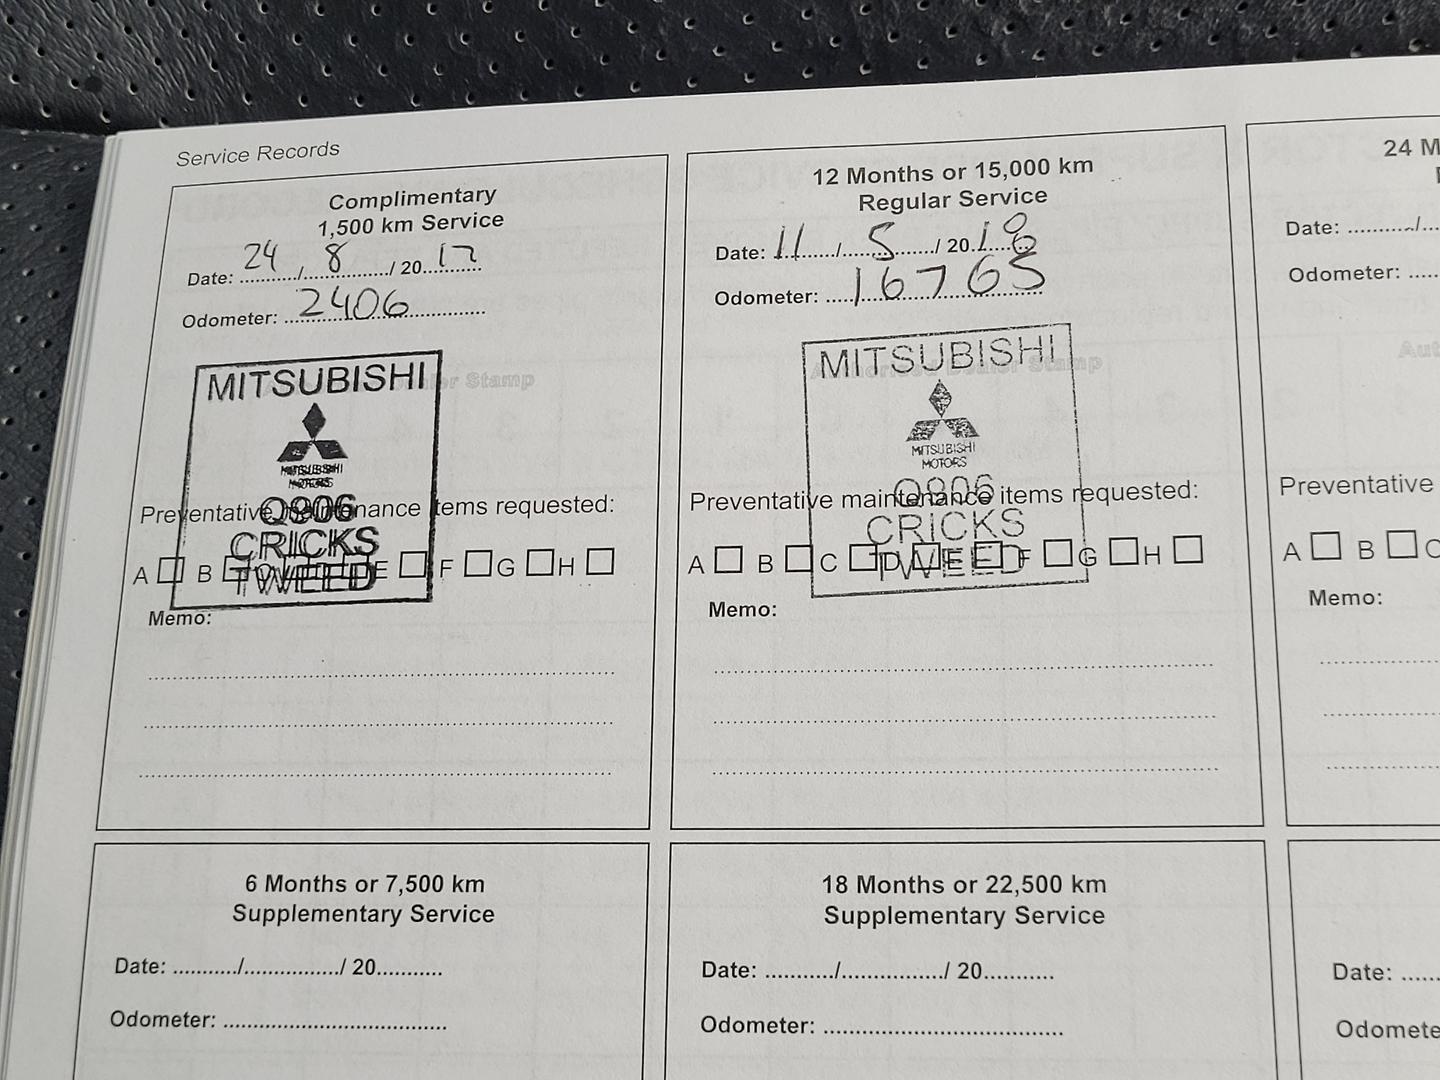 Service Records
Complimentary
1,500 km Service
Date: 24 / 8 / 20 17
Odometer: 2406
MITSUBISHI
MITSUBISHI
MOTORS
Q906
CRICKS
TWEED
Preventative maintenance items requested:
A B E F G H
Memo:
12 Months or 15,000 km
Regular Service
Date: 11 / 5 / 20 18
Odometer: 16765
MITSUBISHI
MITSUBISHI
MOTORS
Q906
CRICKS
TWEED
Preventative maintenance items requested:
A B C D F G H
Memo:
24 M
Date: ........./...
Odometer: .....
Preventative
A B C
Memo:
6 Months or 7,500 km
Supplementary Service
Date: .........../................/ 20...........
Odometer: .....................................
18 Months or 22,500 km
Supplementary Service
Date: .........../................./ 20...........
Odometer: .......................................
Date: ......
Odomete